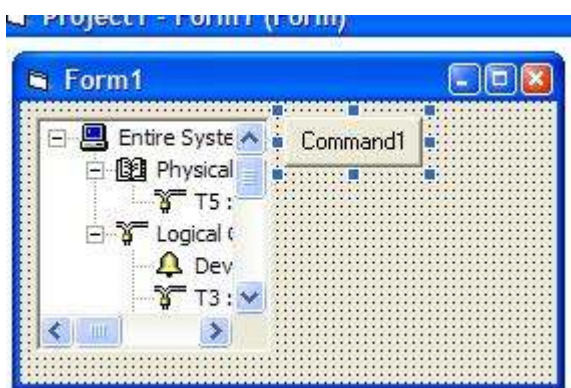 Project1 - Form1 (Form)
Form1
Entire Syste
Command1
Physical
T5 :
Logical
Dev
T3 :